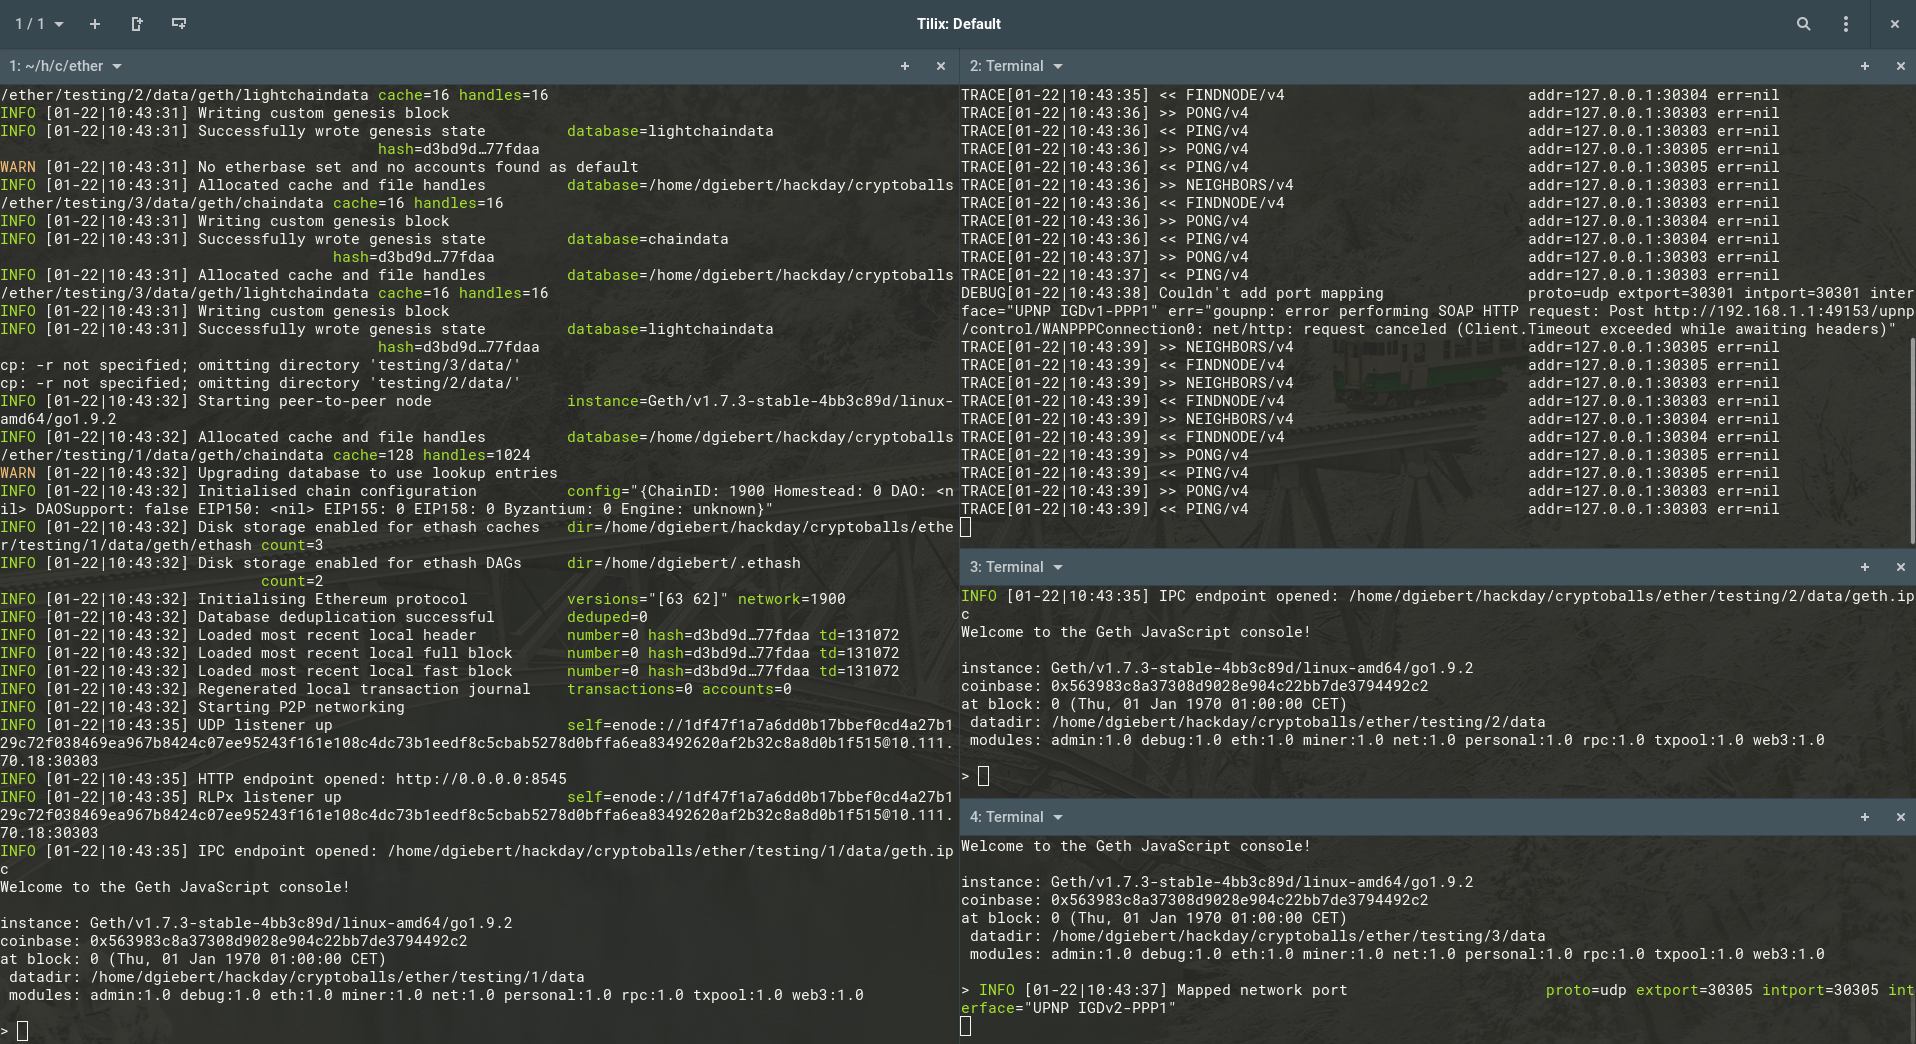 1 / 1
Tilix: Default
1: ~/h/c/ether
/ether/testing/2/data/geth/lightchaindata cache=16 handles=16
INFO [01-22|10:43:31] Writing custom genesis block
INFO [01-22|10:43:31] Successfully wrote genesis state database=lightchaindata
hash=d3bd9d…77fdaa
WARN [01-22|10:43:31] No etherbase set and no accounts found as default
INFO [01-22|10:43:31] Allocated cache and file handles database=/home/dgiebert/hackday/cryptoballs
/ether/testing/3/data/geth/chaindata cache=16 handles=16
INFO [01-22|10:43:31] Writing custom genesis block
INFO [01-22|10:43:31] Successfully wrote genesis state database=chaindata
hash=d3bd9d…77fdaa
INFO [01-22|10:43:31] Allocated cache and file handles database=/home/dgiebert/hackday/cryptoballs
/ether/testing/3/data/geth/lightchaindata cache=16 handles=16
INFO [01-22|10:43:31] Writing custom genesis block
INFO [01-22|10:43:31] Successfully wrote genesis state database=lightchaindata
hash=d3bd9d…77fdaa
cp: -r not specified; omitting directory 'testing/3/data/'
cp: -r not specified; omitting directory 'testing/2/data/'
INFO [01-22|10:43:32] Starting peer-to-peer node instance=Geth/v1.7.3-stable-4bb3c89d/linux-
amd64/go1.9.2
INFO [01-22|10:43:32] Allocated cache and file handles database=/home/dgiebert/hackday/cryptoballs
/ether/testing/1/data/geth/chaindata cache=128 handles=1024
WARN [01-22|10:43:32] Upgrading database to use lookup entries
INFO [01-22|10:43:32] Initialised chain configuration config="{ChainID: 1900 Homestead: 0 DAO: <n
il> DAOSupport: false EIP150: <nil> EIP155: 0 EIP158: 0 Byzantium: 0 Engine: unknown}"
INFO [01-22|10:43:32] Disk storage enabled for ethash caches dir=/home/dgiebert/hackday/cryptoballs/ethe
r/testing/1/data/geth/ethash count=3
INFO [01-22|10:43:32] Disk storage enabled for ethash DAGs dir=/home/dgiebert/.ethash
count=2
INFO [01-22|10:43:32] Initialising Ethereum protocol versions="[63 62]" network=1900
INFO [01-22|10:43:32] Database deduplication successful deduped=0
INFO [01-22|10:43:32] Loaded most recent local header number=0 hash=d3bd9d…77fdaa td=131072
INFO [01-22|10:43:32] Loaded most recent local full block number=0 hash=d3bd9d…77fdaa td=131072
INFO [01-22|10:43:32] Loaded most recent local fast block number=0 hash=d3bd9d…77fdaa td=131072
INFO [01-22|10:43:32] Regenerated local transaction journal transactions=0 accounts=0
INFO [01-22|10:43:32] Starting P2P networking
INFO [01-22|10:43:35] UDP listener up self=enode://1df47f1a7a6dd0b17bbef0cd4a27b1
29c72f038469ea967b8424c07ee95243f161e108c4dc73b1eedf8c5cbab5278d0bffa6ea83492620af2b32c8a8d0b1f515@10.111.
70.18:30303
INFO [01-22|10:43:35] HTTP endpoint opened: http://0.0.0.0:8545
INFO [01-22|10:43:35] RLPx listener up self=enode://1df47f1a7a6dd0b17bbef0cd4a27b1
29c72f038469ea967b8424c07ee95243f161e108c4dc73b1eedf8c5cbab5278d0bffa6ea83492620af2b32c8a8d0b1f515@10.111.
70.18:30303
INFO [01-22|10:43:35] IPC endpoint opened: /home/dgiebert/hackday/cryptoballs/ether/testing/1/data/geth.ip
c
Welcome to the Geth JavaScript console!
instance: Geth/v1.7.3-stable-4bb3c89d/linux-amd64/go1.9.2
coinbase: 0x563983c8a37308d9028e904c22bb7de3794492c2
at block: 0 (Thu, 01 Jan 1970 01:00:00 CET)
datadir: /home/dgiebert/hackday/cryptoballs/ether/testing/1/data
modules: admin:1.0 debug:1.0 eth:1.0 miner:1.0 net:1.0 personal:1.0 rpc:1.0 txpool:1.0 web3:1.0
>
2: Terminal
TRACE[01-22|10:43:35] << FINDNODE/v4 addr=127.0.0.1:30304 err=nil
TRACE[01-22|10:43:36] >> PONG/v4 addr=127.0.0.1:30303 err=nil
TRACE[01-22|10:43:36] << PING/v4 addr=127.0.0.1:30303 err=nil
TRACE[01-22|10:43:36] >> PONG/v4 addr=127.0.0.1:30305 err=nil
TRACE[01-22|10:43:36] << PING/v4 addr=127.0.0.1:30305 err=nil
TRACE[01-22|10:43:36] >> NEIGHBORS/v4 addr=127.0.0.1:30303 err=nil
TRACE[01-22|10:43:36] << FINDNODE/v4 addr=127.0.0.1:30303 err=nil
TRACE[01-22|10:43:36] >> PONG/v4 addr=127.0.0.1:30304 err=nil
TRACE[01-22|10:43:36] << PING/v4 addr=127.0.0.1:30304 err=nil
TRACE[01-22|10:43:37] >> PONG/v4 addr=127.0.0.1:30303 err=nil
TRACE[01-22|10:43:37] << PING/v4 addr=127.0.0.1:30303 err=nil
DEBUG[01-22|10:43:38] Couldn't add port mapping proto=udp extport=30301 intport=30301 inter
face="UPNP IGDv1-PPP1" err="goupnp: error performing SOAP HTTP request: Post http://192.168.1.1:49153/upnp
/control/WANPPPConnection0: net/http: request canceled (Client.Timeout exceeded while awaiting headers)"
TRACE[01-22|10:43:39] >> NEIGHBORS/v4 addr=127.0.0.1:30305 err=nil
TRACE[01-22|10:43:39] << FINDNODE/v4 addr=127.0.0.1:30305 err=nil
TRACE[01-22|10:43:39] >> NEIGHBORS/v4 addr=127.0.0.1:30303 err=nil
TRACE[01-22|10:43:39] << FINDNODE/v4 addr=127.0.0.1:30303 err=nil
TRACE[01-22|10:43:39] >> NEIGHBORS/v4 addr=127.0.0.1:30304 err=nil
TRACE[01-22|10:43:39] << FINDNODE/v4 addr=127.0.0.1:30304 err=nil
TRACE[01-22|10:43:39] >> PONG/v4 addr=127.0.0.1:30305 err=nil
TRACE[01-22|10:43:39] << PING/v4 addr=127.0.0.1:30305 err=nil
TRACE[01-22|10:43:39] >> PONG/v4 addr=127.0.0.1:30303 err=nil
TRACE[01-22|10:43:39] << PING/v4 addr=127.0.0.1:30303 err=nil
3: Terminal
INFO [01-22|10:43:35] IPC endpoint opened: /home/dgiebert/hackday/cryptoballs/ether/testing/2/data/geth.ip
c
Welcome to the Geth JavaScript console!
instance: Geth/v1.7.3-stable-4bb3c89d/linux-amd64/go1.9.2
coinbase: 0x563983c8a37308d9028e904c22bb7de3794492c2
at block: 0 (Thu, 01 Jan 1970 01:00:00 CET)
datadir: /home/dgiebert/hackday/cryptoballs/ether/testing/2/data
modules: admin:1.0 debug:1.0 eth:1.0 miner:1.0 net:1.0 personal:1.0 rpc:1.0 txpool:1.0 web3:1.0
>
4: Terminal
Welcome to the Geth JavaScript console!
instance: Geth/v1.7.3-stable-4bb3c89d/linux-amd64/go1.9.2
coinbase: 0x563983c8a37308d9028e904c22bb7de3794492c2
at block: 0 (Thu, 01 Jan 1970 01:00:00 CET)
datadir: /home/dgiebert/hackday/cryptoballs/ether/testing/3/data
modules: admin:1.0 debug:1.0 eth:1.0 miner:1.0 net:1.0 personal:1.0 rpc:1.0 txpool:1.0 web3:1.0
> INFO [01-22|10:43:37] Mapped network port proto=udp extport=30305 intport=30305 int
erface="UPNP IGDv2-PPP1"